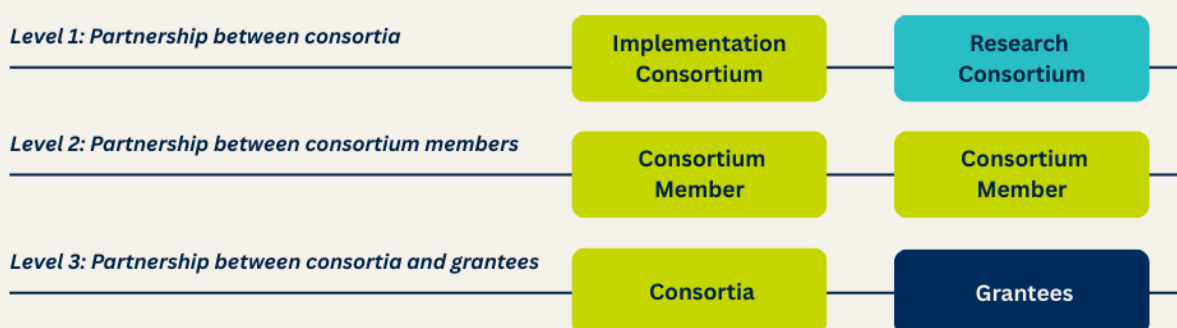 Level 1: Partnership between consortia
Implementation
Consortium
Research
Consortium
Level 2: Partnership between consortium members
Consortium
Member
Consortium
Member
Level 3: Partnership between consortia and grantees
Consortia
Grantees